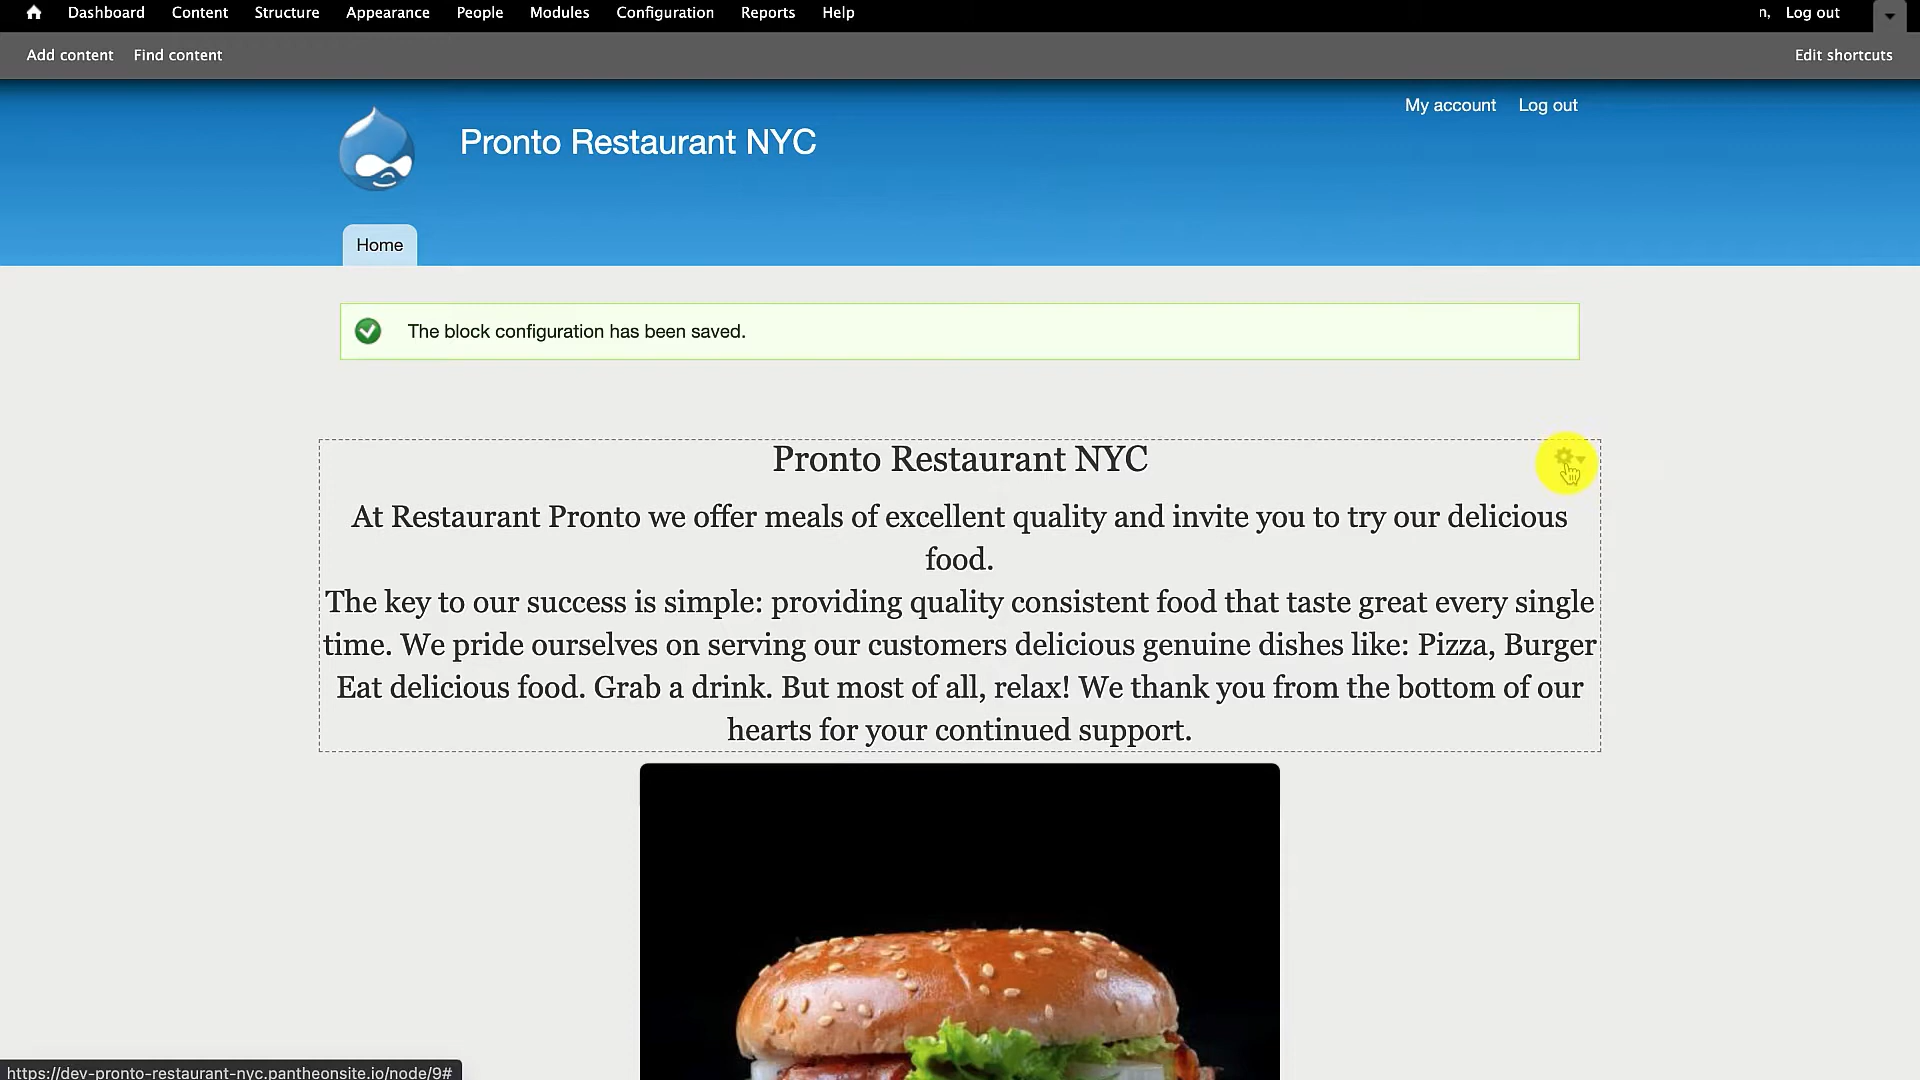 Dashboard Content Structure Appearance People Modules Configuration Reports Help n, Log out
Add content Find content Edit shortcuts
My account Log out
Pronto Restaurant NYC
Home
The block configuration has been saved.
Pronto Restaurant NYC
At Restaurant Pronto we offer meals of excellent quality and invite you to try our delicious
food.
The key to our success is simple: providing quality consistent food that taste great every single
time. We pride ourselves on serving our customers delicious genuine dishes like: Pizza, Burger
Eat delicious food. Grab a drink. But most of all, relax! We thank you from the bottom of our
hearts for your continued support.
https://dev-pronto-restaurant-nyc.pantheonsite.io/node/9#